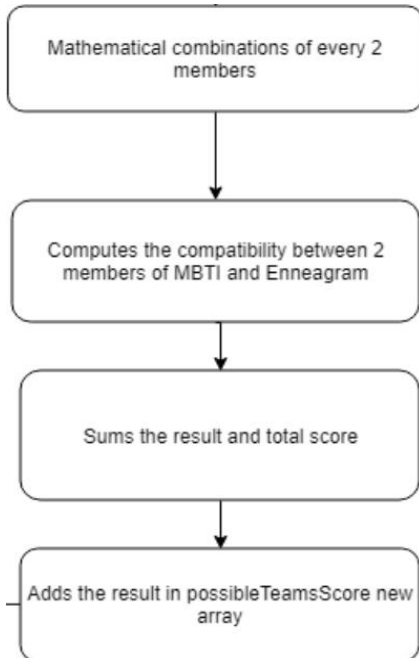 Mathematical combinations of every 2
members
Computes the compatibility between 2
members of MBTI and Enneagram
Sums the result and total score
Adds the result in possibleTeamsScore new
array